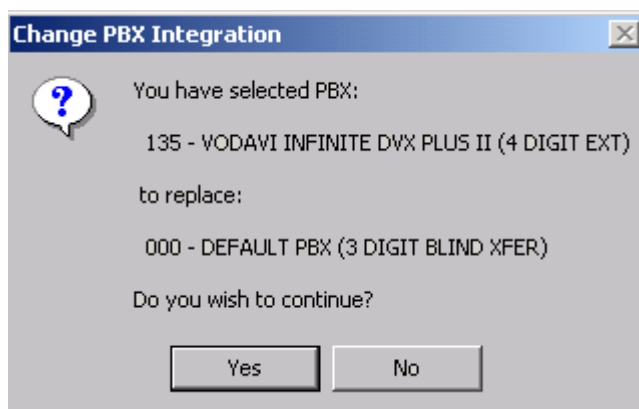 Change PBX Integration
You have selected PBX:
135 - VODAVI INFINITE DVX PLUS II (4 DIGIT EXT)
to replace:
000 - DEFAULT PBX (3 DIGIT BLIND XFER)
Do you wish to continue?
Yes No